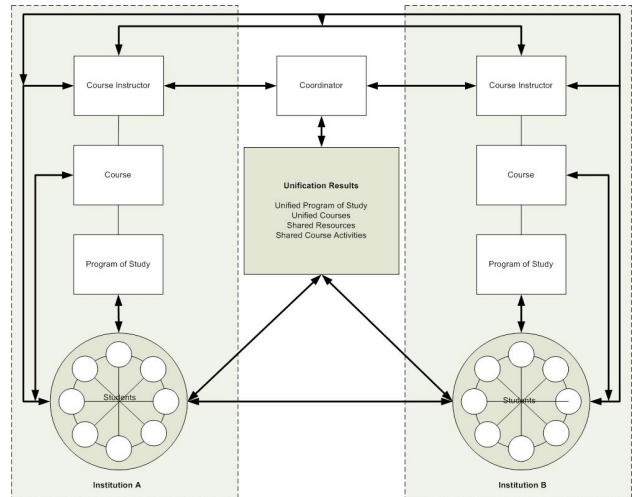 Course Instructor
Coordinator
Course Instructor
Course
Unification Results
Unified Program of Study
Unified Courses
Shared Resources
Shared Course Activities
Course
Program of Study
Program of Study
Students
Students
Institution A
Institution B